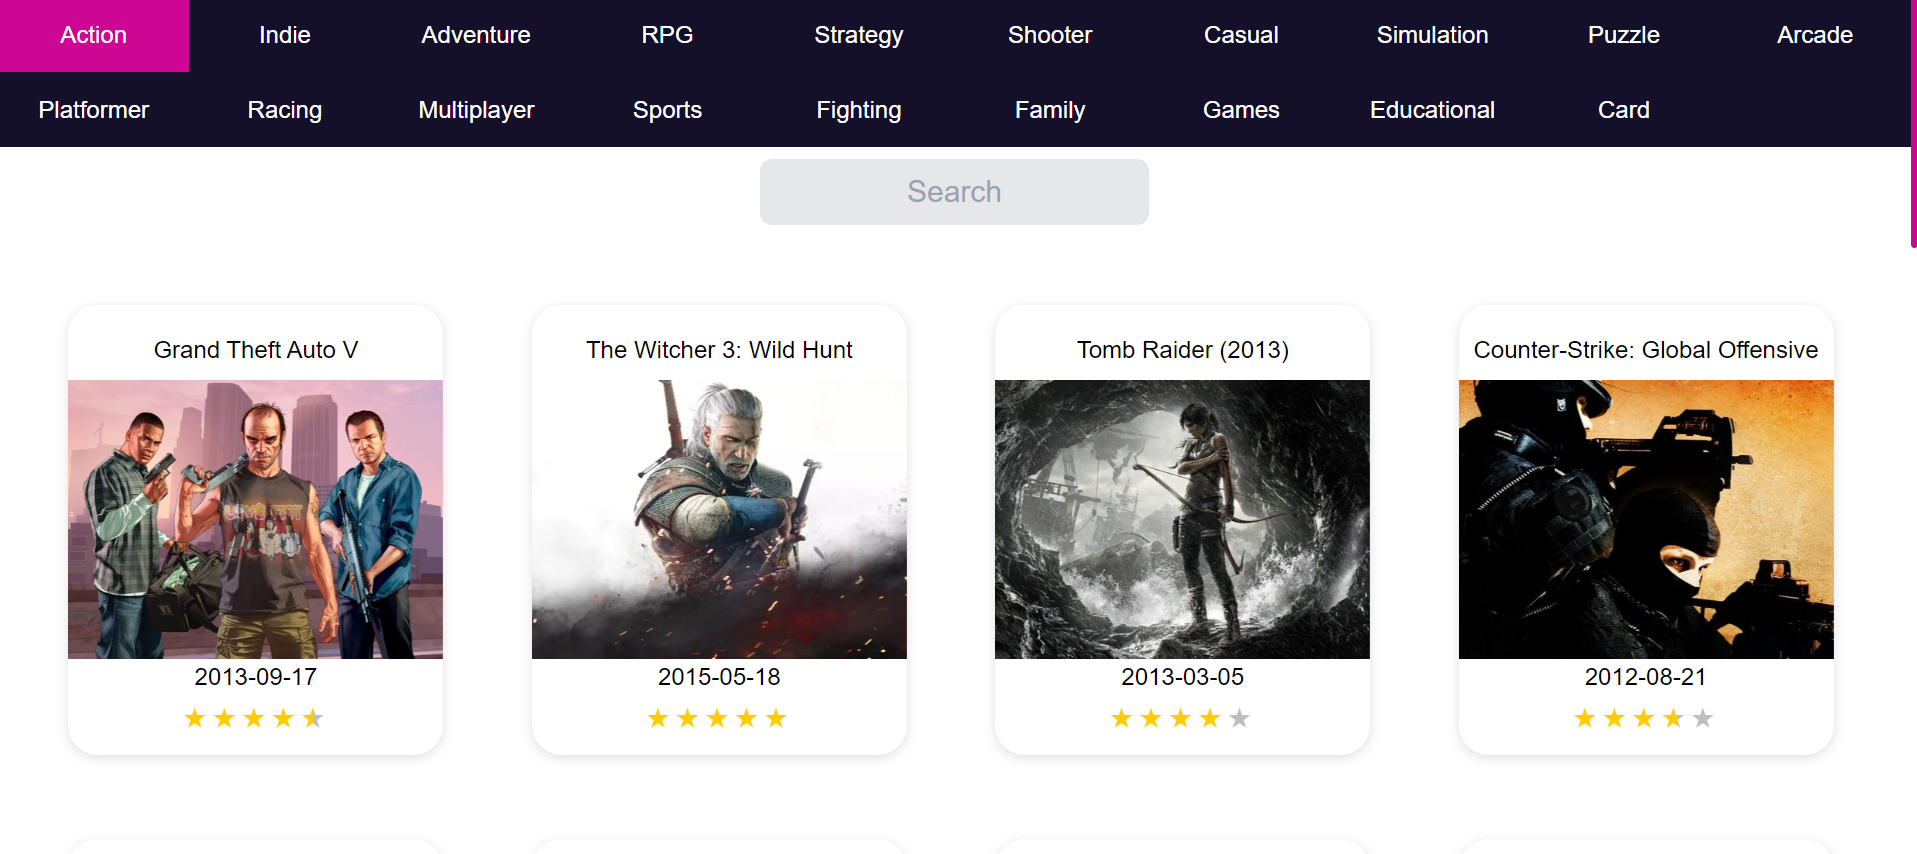 Action Indie Adventure RPG Strategy Shooter Casual Simulation Puzzle Arcade
Platformer Racing Multiplayer Sports Fighting Family Games Educational Card
Search
Grand Theft Auto V
The Witcher 3: Wild Hunt
Tomb Raider (2013)
Counter-Strike: Global Offensive
2013-09-17
2015-05-18
2013-03-05
2012-08-21